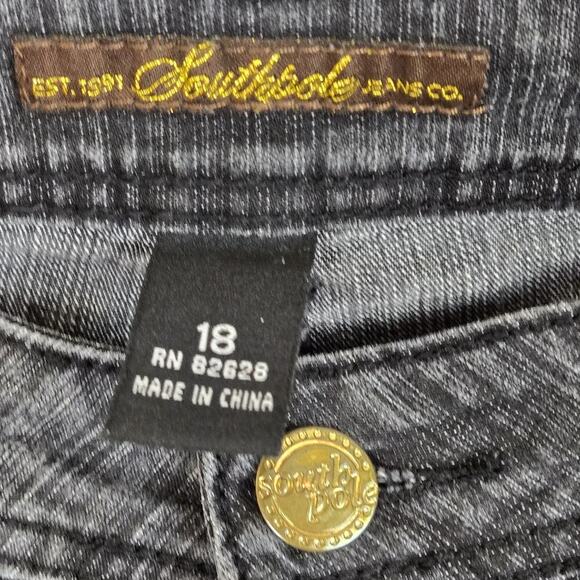 EST. 1991 Southpole JEANS CO.
18
RN 82628
MADE IN CHINA
South
pole